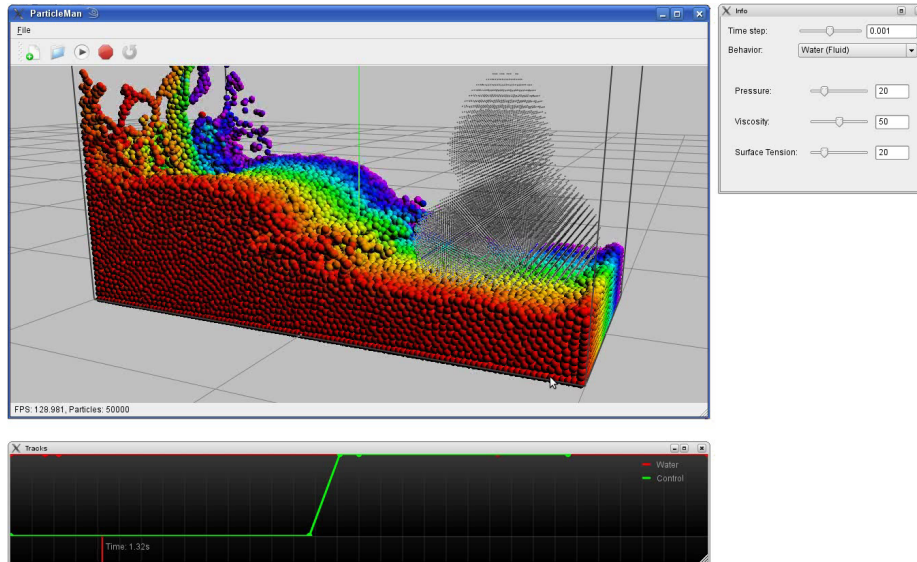 ParticleMan
File
FPS: 128.981, Particles: 50000
Info
Time step: 0.001
Behavior: Water (Fluid)
Pressure: 20
Viscosity: 50
Surface Tension: 20
Tracks
Water
Control
Time: 1.32s